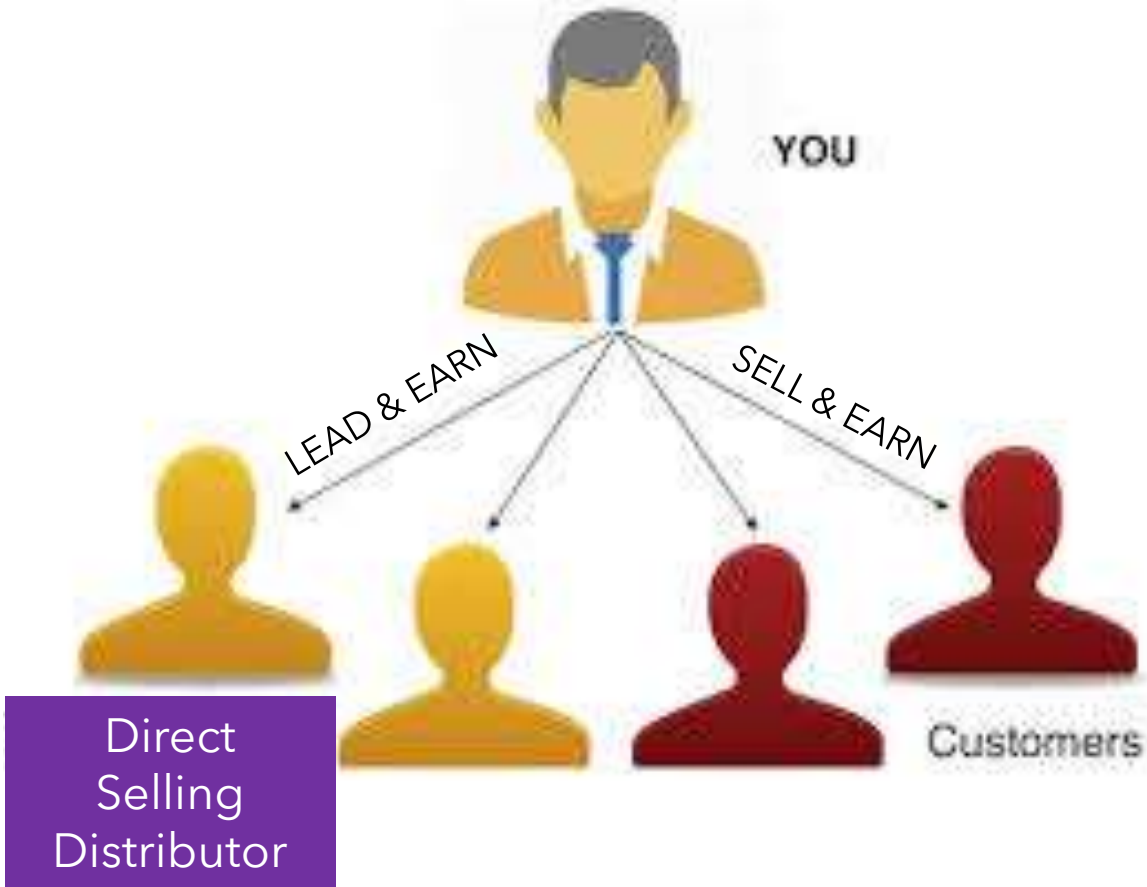 YOU
LEAD & EARN
SELL & EARN
Customers
Direct
Selling
Distributor